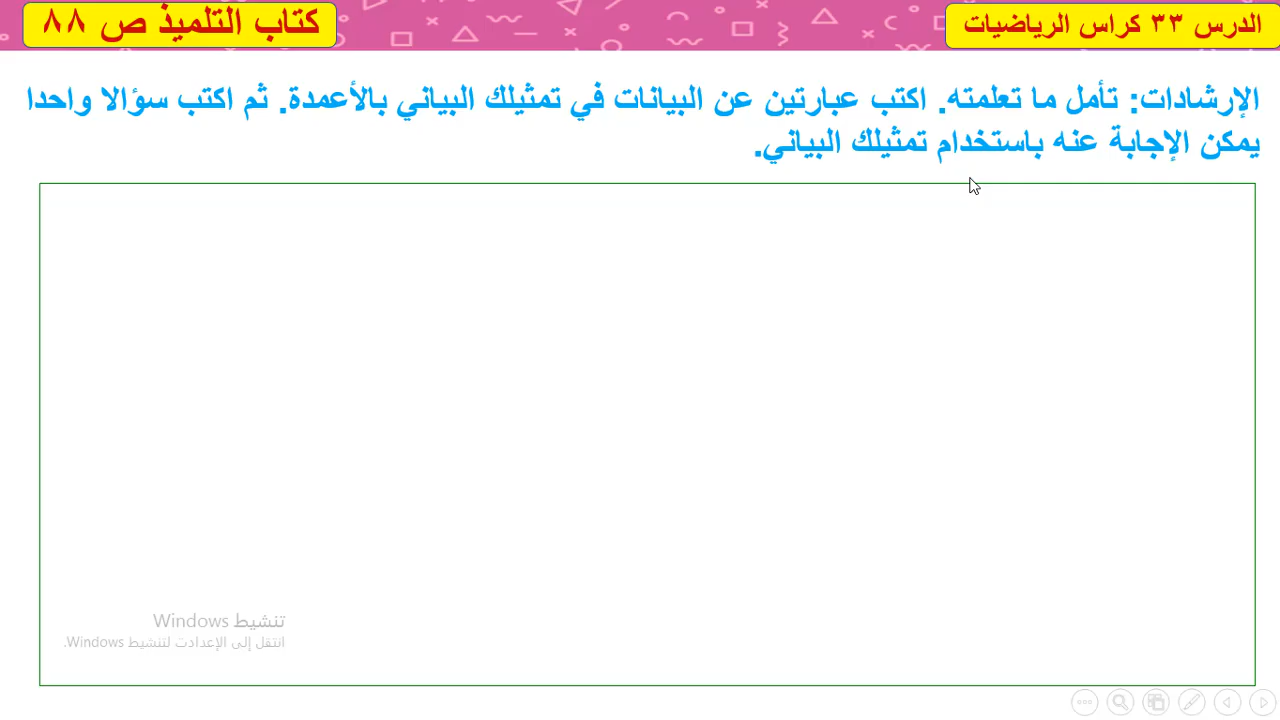 الدرس ٣٣ كراس الرياضيات
كتاب التلميذ ص ٨٨
الإرشادات: تأمل ما تعلمته. اكتب عبارتين عن البيانات في تمثيلك البياني بالأعمدة. ثم اكتب سؤالا واحدا
يمكن الإجابة عنه باستخدام تمثيلك البياني.
تنشيط Windows
انتقل إلى الإعدادت لتنشيط Windows.